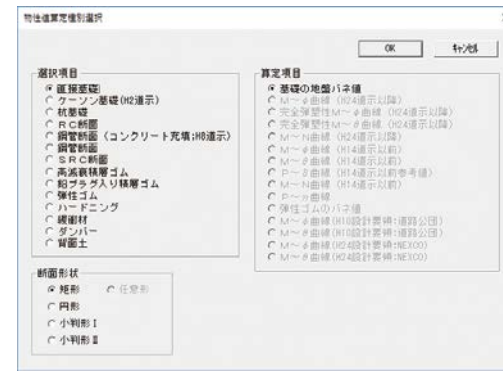 物性値算定種別選択
OK
キャンセル
選択項目
直接基礎
ケーソン基礎(H2道示)
杭基礎
RC断面
鋼管断面 (コンクリート充填:H8道示)
鋼管断面
SRC断面
高減衰積層ゴム
鉛プラグ入り積層ゴム
弾性ゴム
ハードニング
緩衝材
ダンパー
背面土
算定項目
基礎の地盤バネ値
M～φ曲線 (H24道示以降)
完全弾塑性M～φ曲線 (H24道示以降)
完全弾塑性M～θ曲線 (H24道示以降)
M～N曲線 (H24道示以降)
M～φ曲線 (H14道示以前)
M～θ曲線 (H14道示以前)
P～δ曲線 (H14道示以前参考値)
M～N曲線 (H14道示以前)
弾性ゴムのバネ値
M～φ曲線(H10設計要領:道路公団)
M～θ曲線(H10設計要領:道路公団)
M～φ曲線(H24設計要領:NEXCO)
M～θ曲線(H24設計要領:NEXCO)
断面形状
矩形
任意形
円形
小判形Ⅰ
小判形Ⅱ